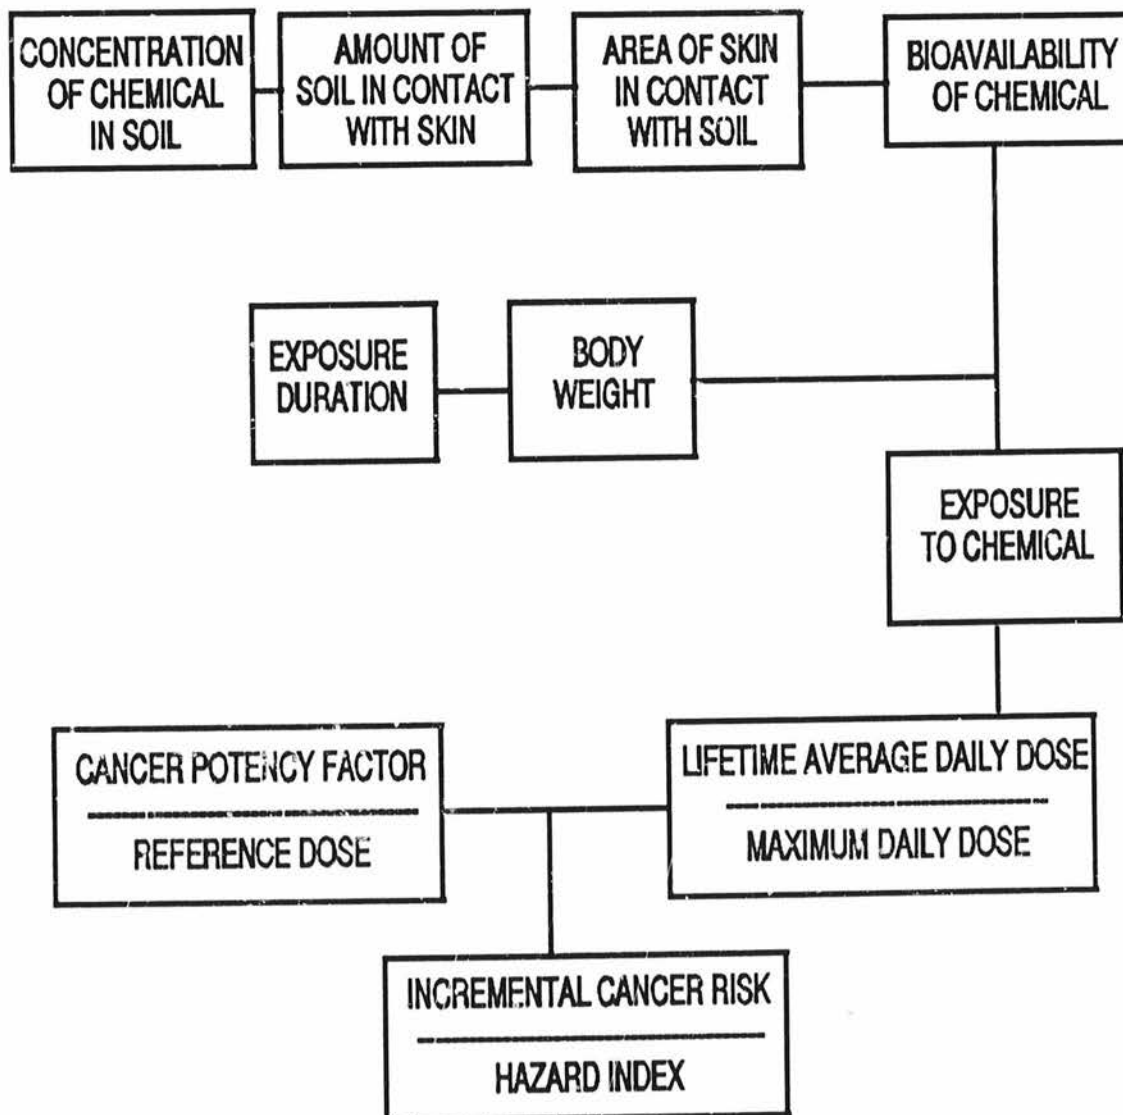 CONCENTRATION
OF CHEMICAL
IN SOIL
AMOUNT OF
SOIL IN CONTACT
WITH SKIN
AREA OF SKIN
IN CONTACT
WITH SOIL
BIOAVAILABILITY
OF CHEMICAL
EXPOSURE
DURATION
BODY
WEIGHT
EXPOSURE
TO CHEMICAL
CANCER POTENCY FACTOR
REFERENCE DOSE
LIFETIME AVERAGE DAILY DOSE
MAXIMUM DAILY DOSE
INCREMENTAL CANCER RISK
HAZARD INDEX